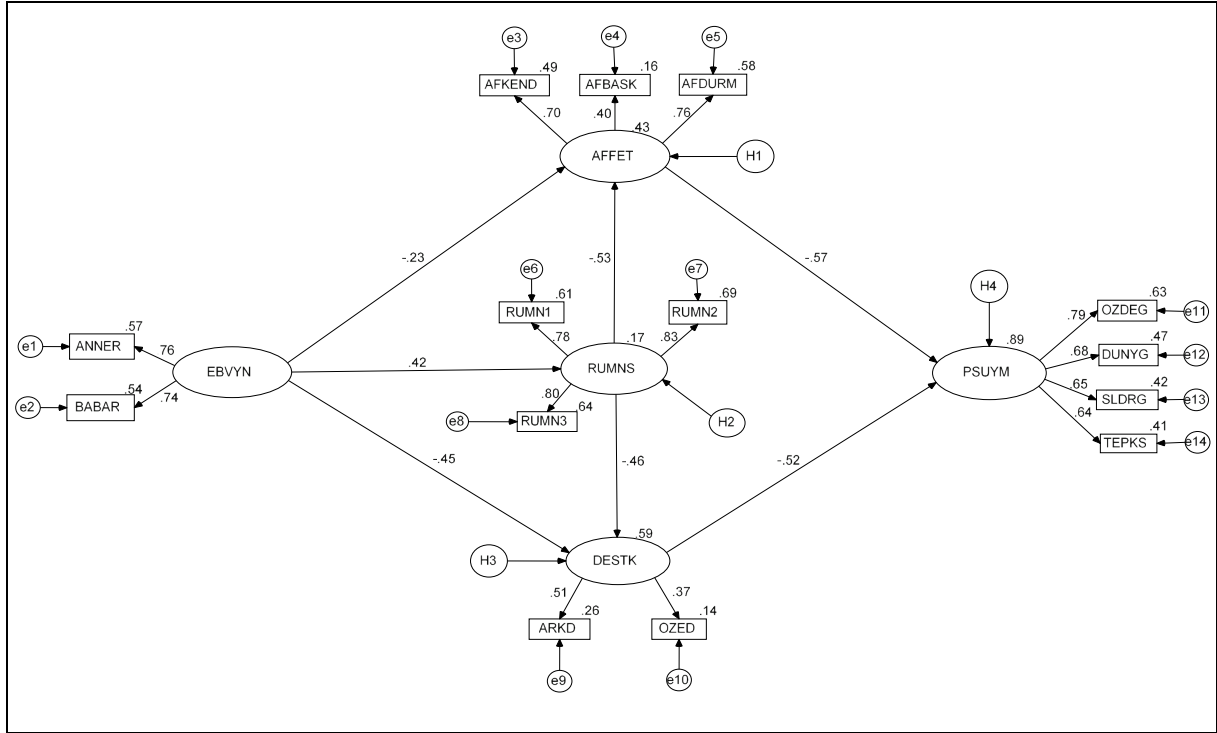 e3
e4
e5
.49
.16
.58
AFKEND
AFBASK
AFDURM
.70
.40
.76
.43
AFFET
H1
-.23
-.53
-.57
e6
e7
.61
.69
RUMN1
RUMN2
.78
.17
.83
.42
RUMNS
.80
.64
RUMN3
e8
H2
e1
.57
ANNER
.76
EBVYN
e2
.54
BABAR
.74
-.45
-.46
-.52
H4
.89
PSUYM
.79
.63
OZDEG
e11
.68
.47
DUNYG
e12
.65
.42
SLDRG
e13
.64
.41
TEPKS
e14
H3
.59
DESTK
.51
.37
.26
.14
ARKD
OZED
e9
e10